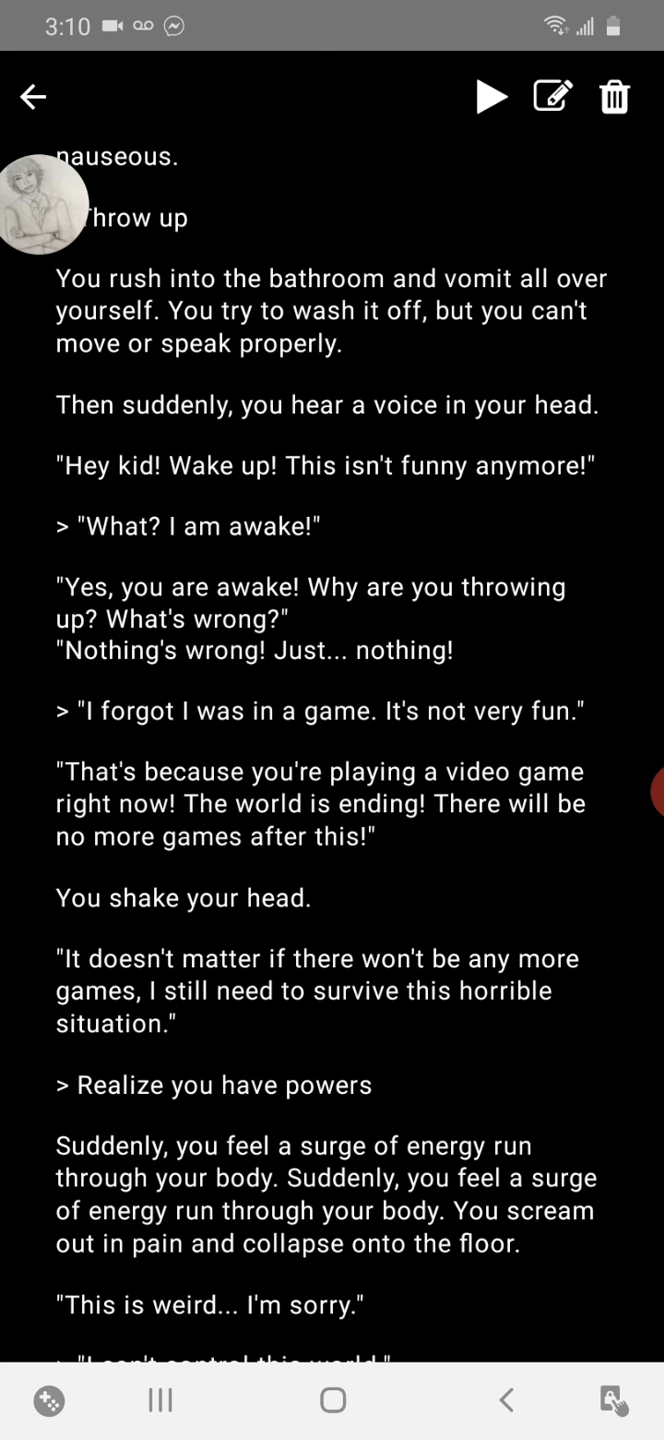 3:10
nauseous.
Throw up
You rush into the bathroom and vomit all over
yourself. You try to wash it off, but you can't
move or speak properly.
Then suddenly, you hear a voice in your head.
"Hey kid! Wake up! This isn't funny anymore!"
> "What? I am awake!"
"Yes, you are awake! Why are you throwing
up? What's wrong?"
"Nothing's wrong! Just... nothing!
> "I forgot I was in a game. It's not very fun."
"That's because you're playing a video game
right now! The world is ending! There will be
no more games after this!"
You shake your head.
"It doesn't matter if there won't be any more
games, I still need to survive this horrible
situation."
> Realize you have powers
Suddenly, you feel a surge of energy run
through your body. Suddenly, you feel a surge
of energy run through your body. You scream
out in pain and collapse onto the floor.
"This is weird... I'm sorry."
> "I can't control this world."